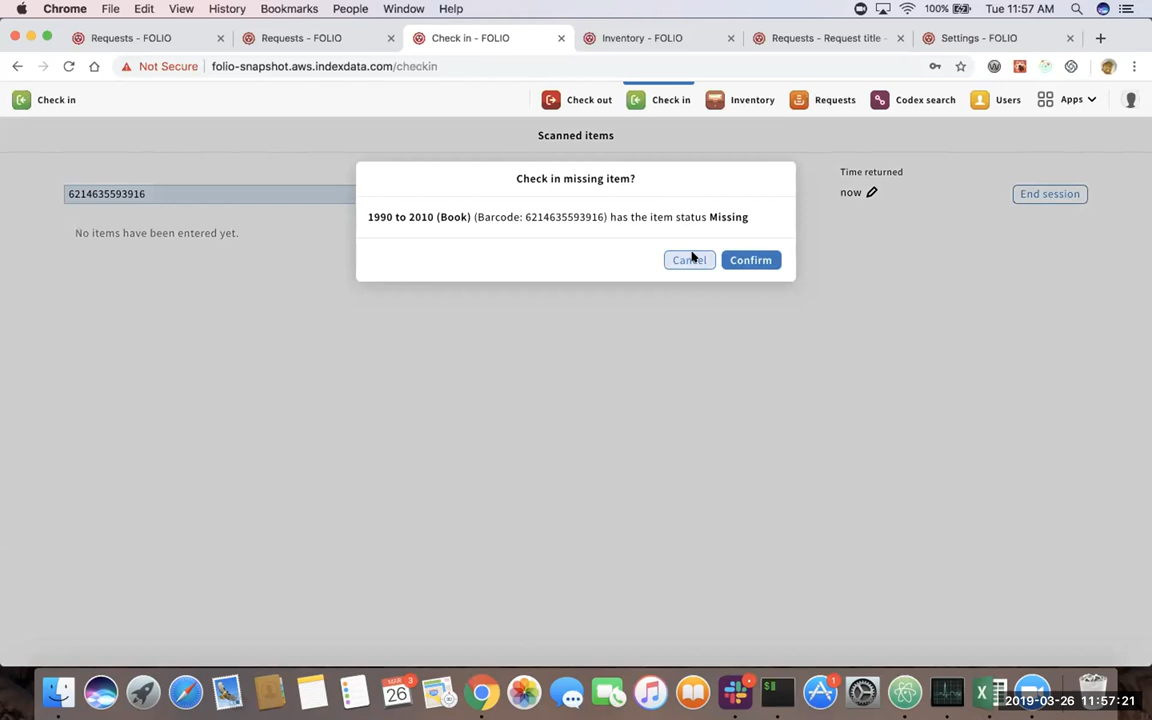 Chrome File Edit View History Bookmarks People Window Help 100% Tue 11:57 AM
Requests - FOLIO Requests - FOLIO Check in - FOLIO Inventory - FOLIO Requests - Request title - Settings - FOLIO
Not Secure folio-snapshot.aws.indexdata.com/checkin
Check in Check out Check in Inventory Requests Codex search Users Apps
Scanned items
Check in missing item?
Time returned
6214635593916 now End session
1990 to 2010 (Book) (Barcode: 6214635593916) has the item status Missing
No items have been entered yet.
Cancel Confirm
MAR 3
26
1
2019-03-26 11:57:21